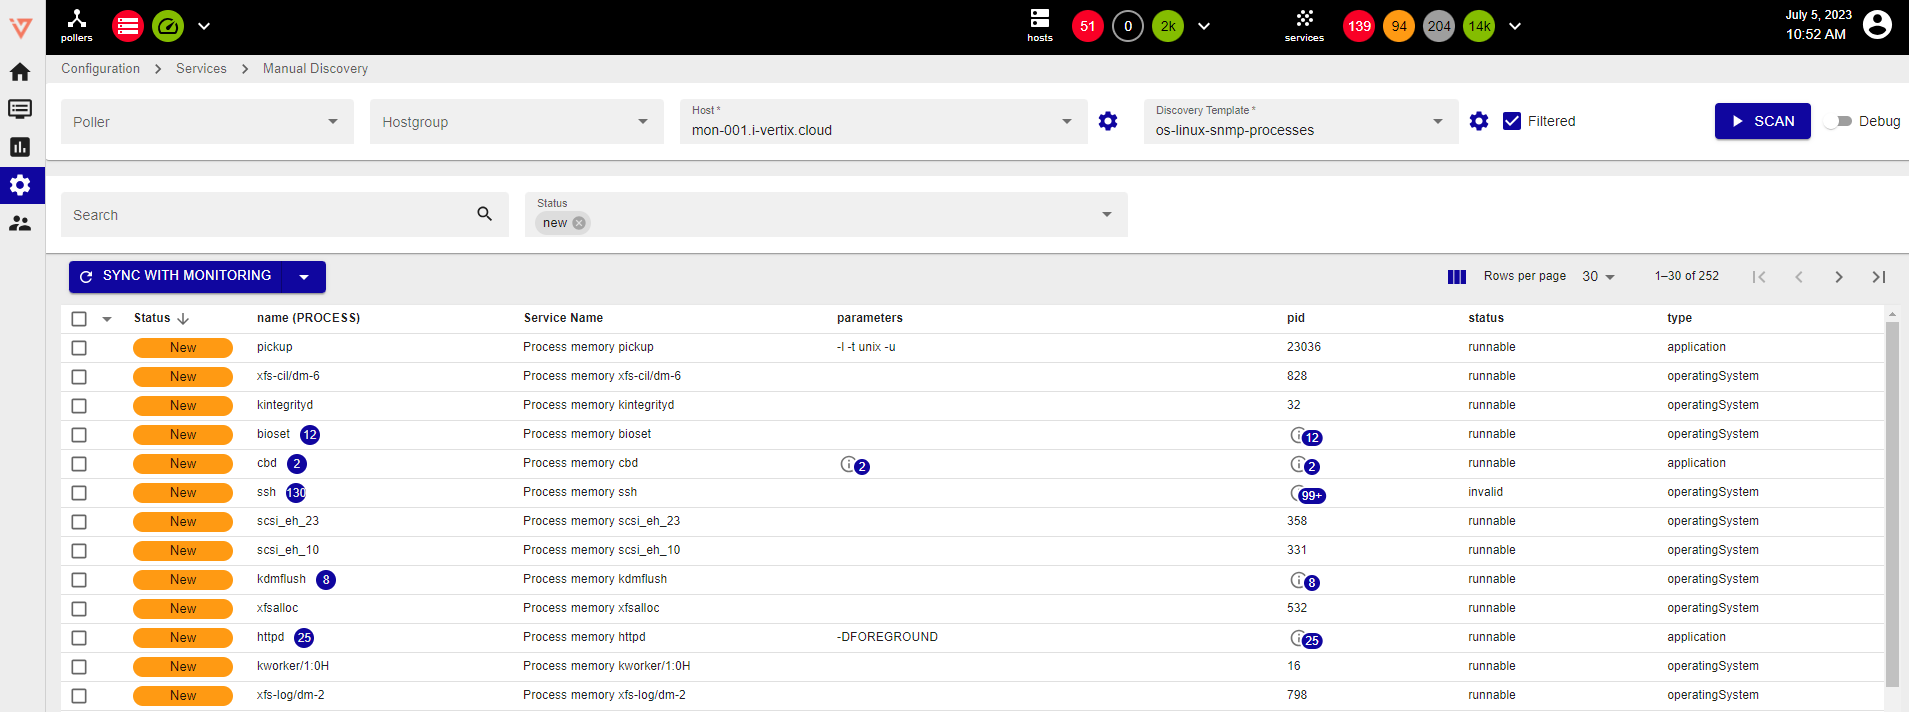 pollers
hosts 51 0 2k
services 139 94 204 14k
July 5, 2023
10:52 AM
Configuration > Services > Manual Discovery
Poller
Hostgroup
Host *
mon-001.i-vertix.cloud
Discovery Template *
os-linux-snmp-processes
Filtered
SCAN
Debug
Search
Status
new
SYNC WITH MONITORING
Rows per page 30 1–30 of 252
Status name (PROCESS) Service Name parameters pid status type
New pickup Process memory pickup -l -t unix -u 23036 runnable application
New xfs-cil/dm-6 Process memory xfs-cil/dm-6 828 runnable operatingSystem
New kintegrityd Process memory kintegrityd 32 runnable operatingSystem
New bioset 12 Process memory bioset 12 runnable operatingSystem
New cbd 2 Process memory cbd 2 2 runnable application
New ssh 130 Process memory ssh 99+ invalid operatingSystem
New scsi_eh_23 Process memory scsi_eh_23 358 runnable operatingSystem
New scsi_eh_10 Process memory scsi_eh_10 331 runnable operatingSystem
New kdmflush 8 Process memory kdmflush 8 runnable operatingSystem
New xfsalloc Process memory xfsalloc 532 runnable operatingSystem
New httpd 25 Process memory httpd -DFOREGROUND 25 runnable application
New kworker/1:0H Process memory kworker/1:0H 16 runnable operatingSystem
New xfs-log/dm-2 Process memory xfs-log/dm-2 798 runnable operatingSystem